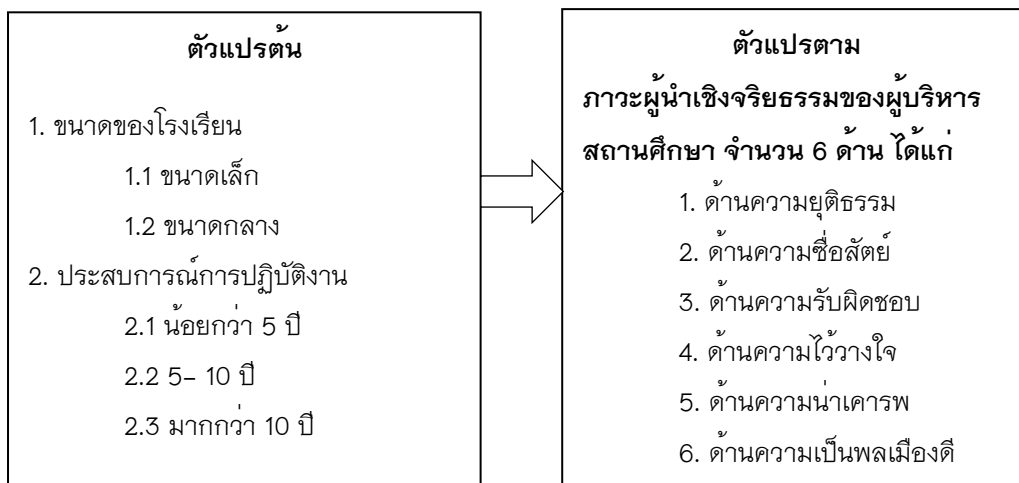 ตัวแปรต้น
1. ขนาดของโรงเรียน
1.1 ขนาดเล็ก
1.2 ขนาดกลาง
2. ประสบการณ์การปฏิบัติงาน
2.1 น้อยกว่า 5 ปี
2.2 5– 10 ปี
2.3 มากกว่า 10 ปี
ตัวแปรตาม
ภาวะผู้นำเชิงจริยธรรมของผู้บริหาร
สถานศึกษา จำนวน 6 ด้าน ได้แก่
1. ด้านความยุติธรรม
2. ด้านความซื่อสัตย์
3. ด้านความรับผิดชอบ
4. ด้านความไว้วางใจ
5. ด้านความน่าเคารพ
6. ด้านความเป็นพลเมืองดี